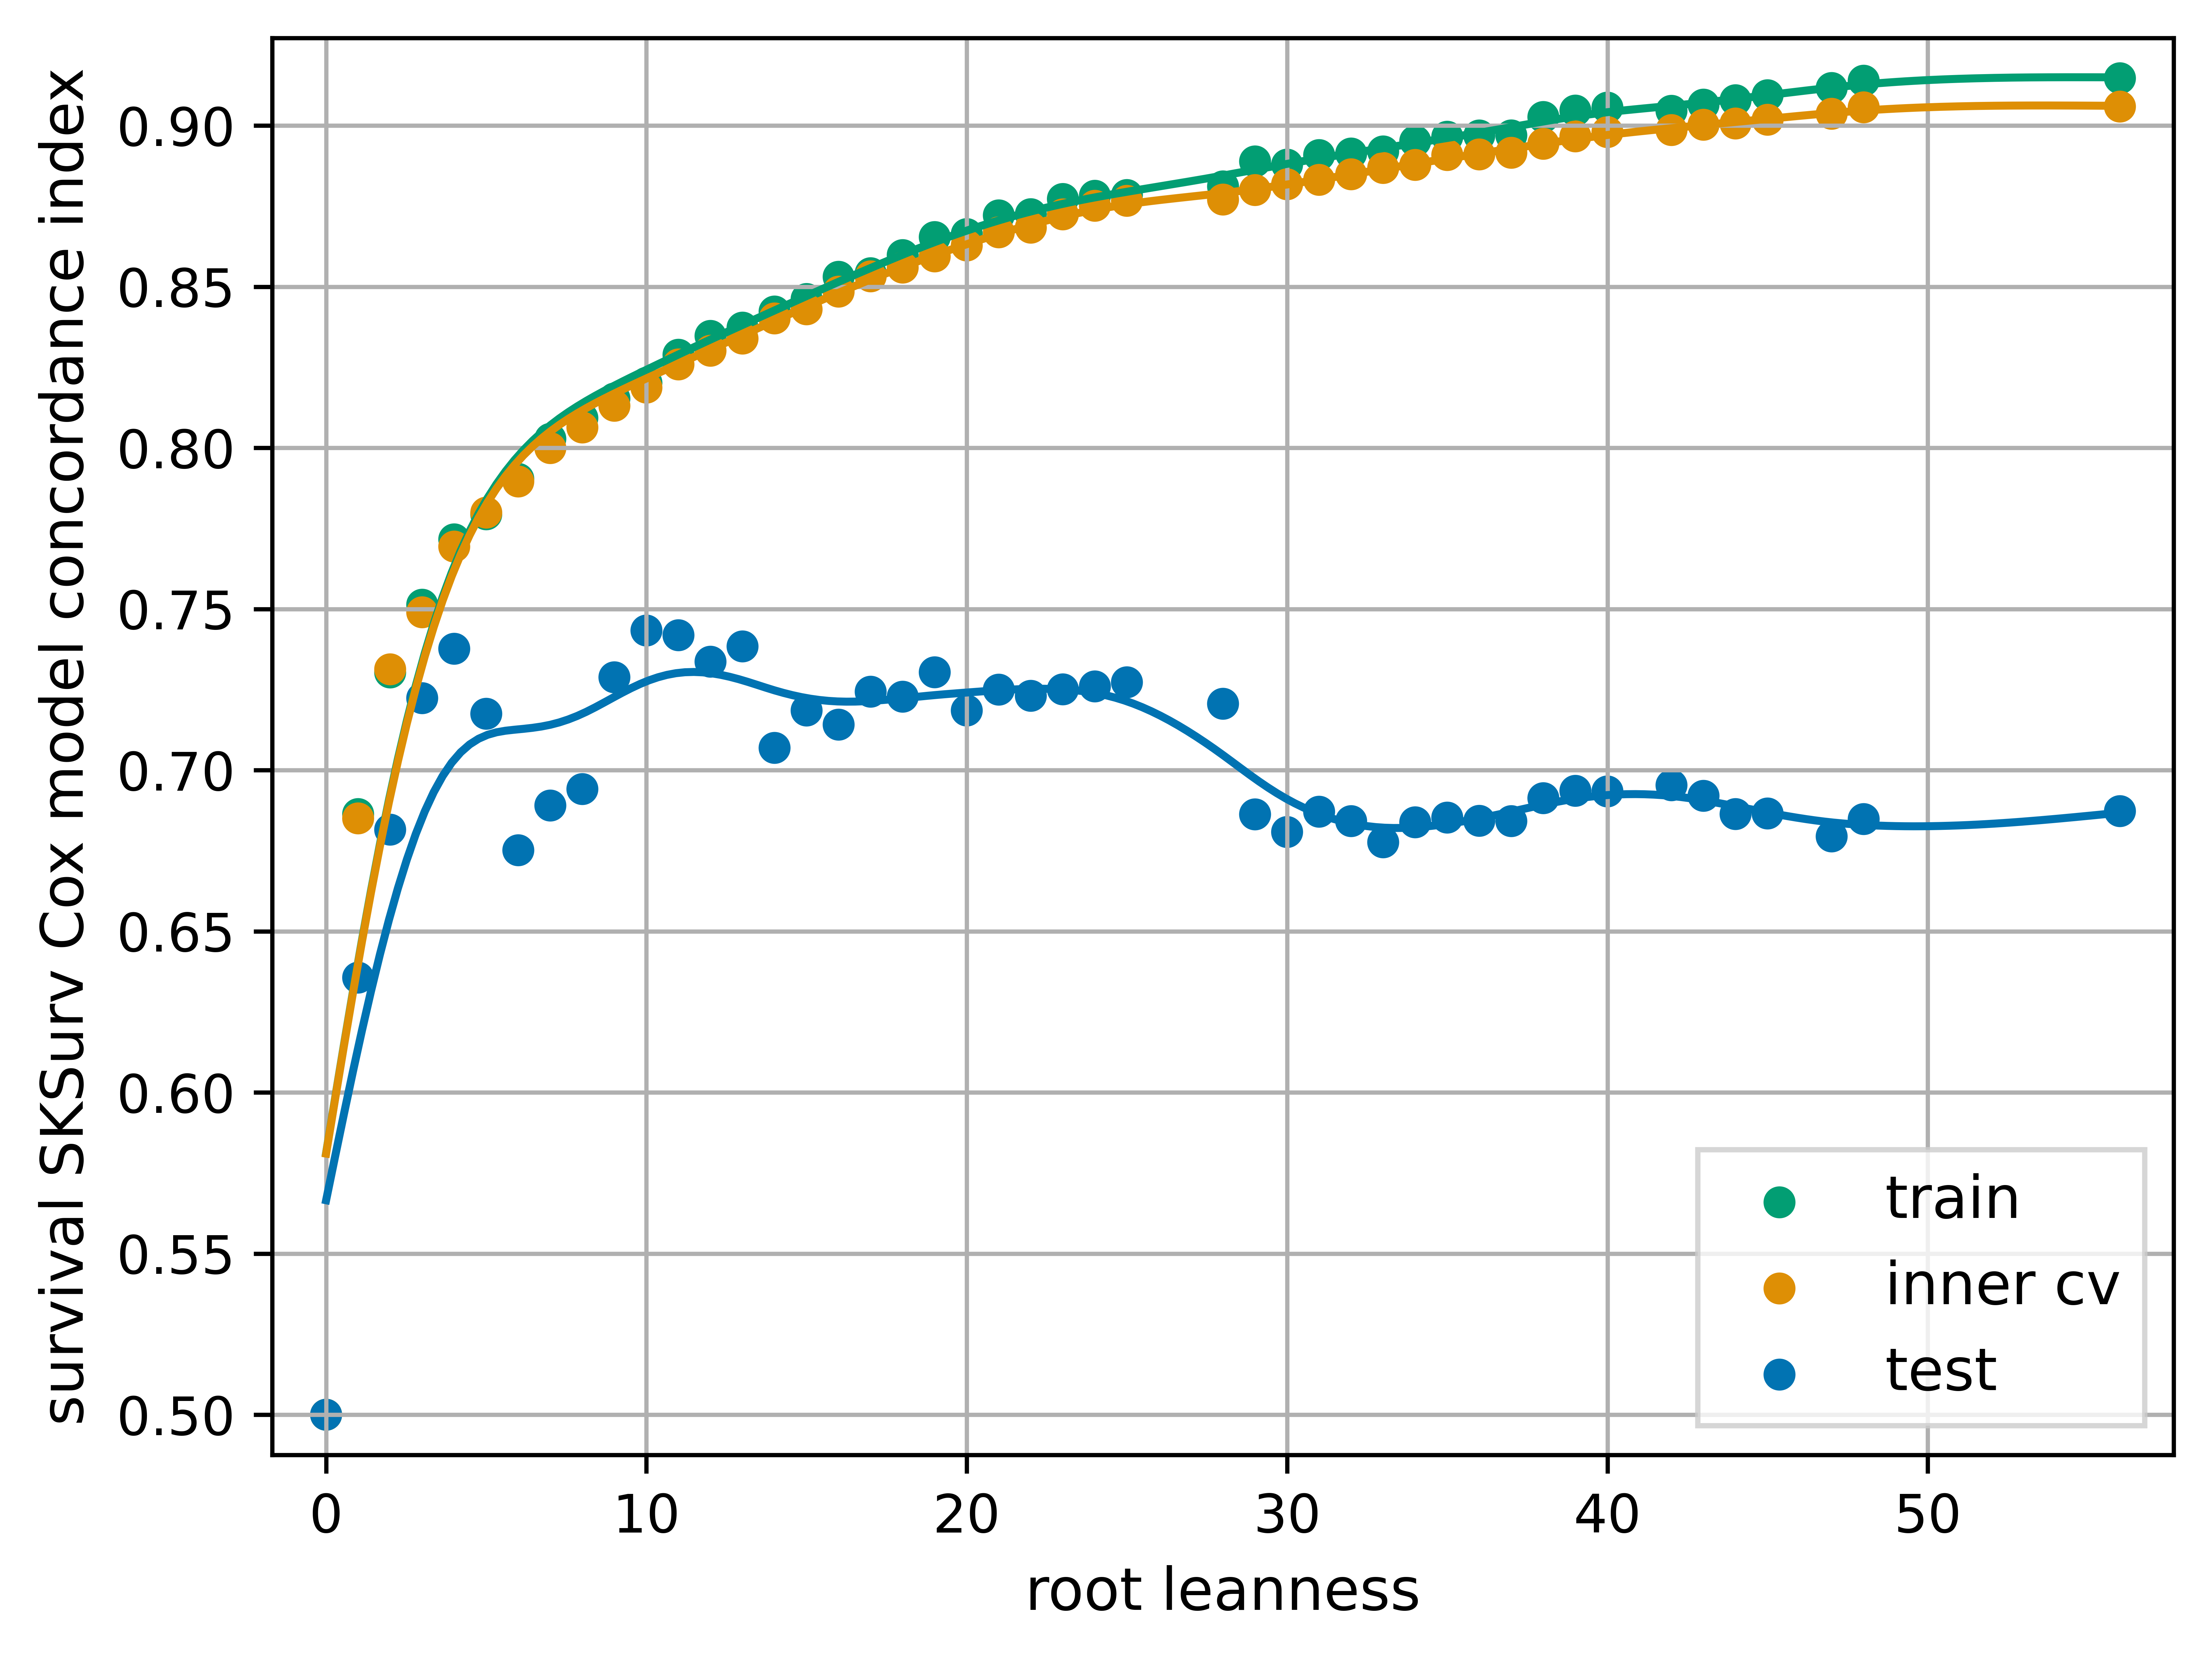 survival SKSurv Cox model concordance index
0.90
0.85
0.80
0.75
0.70
0.65
0.60
0.55
0.50
train
inner cv
test
0 10 20 30 40 50
root leanness